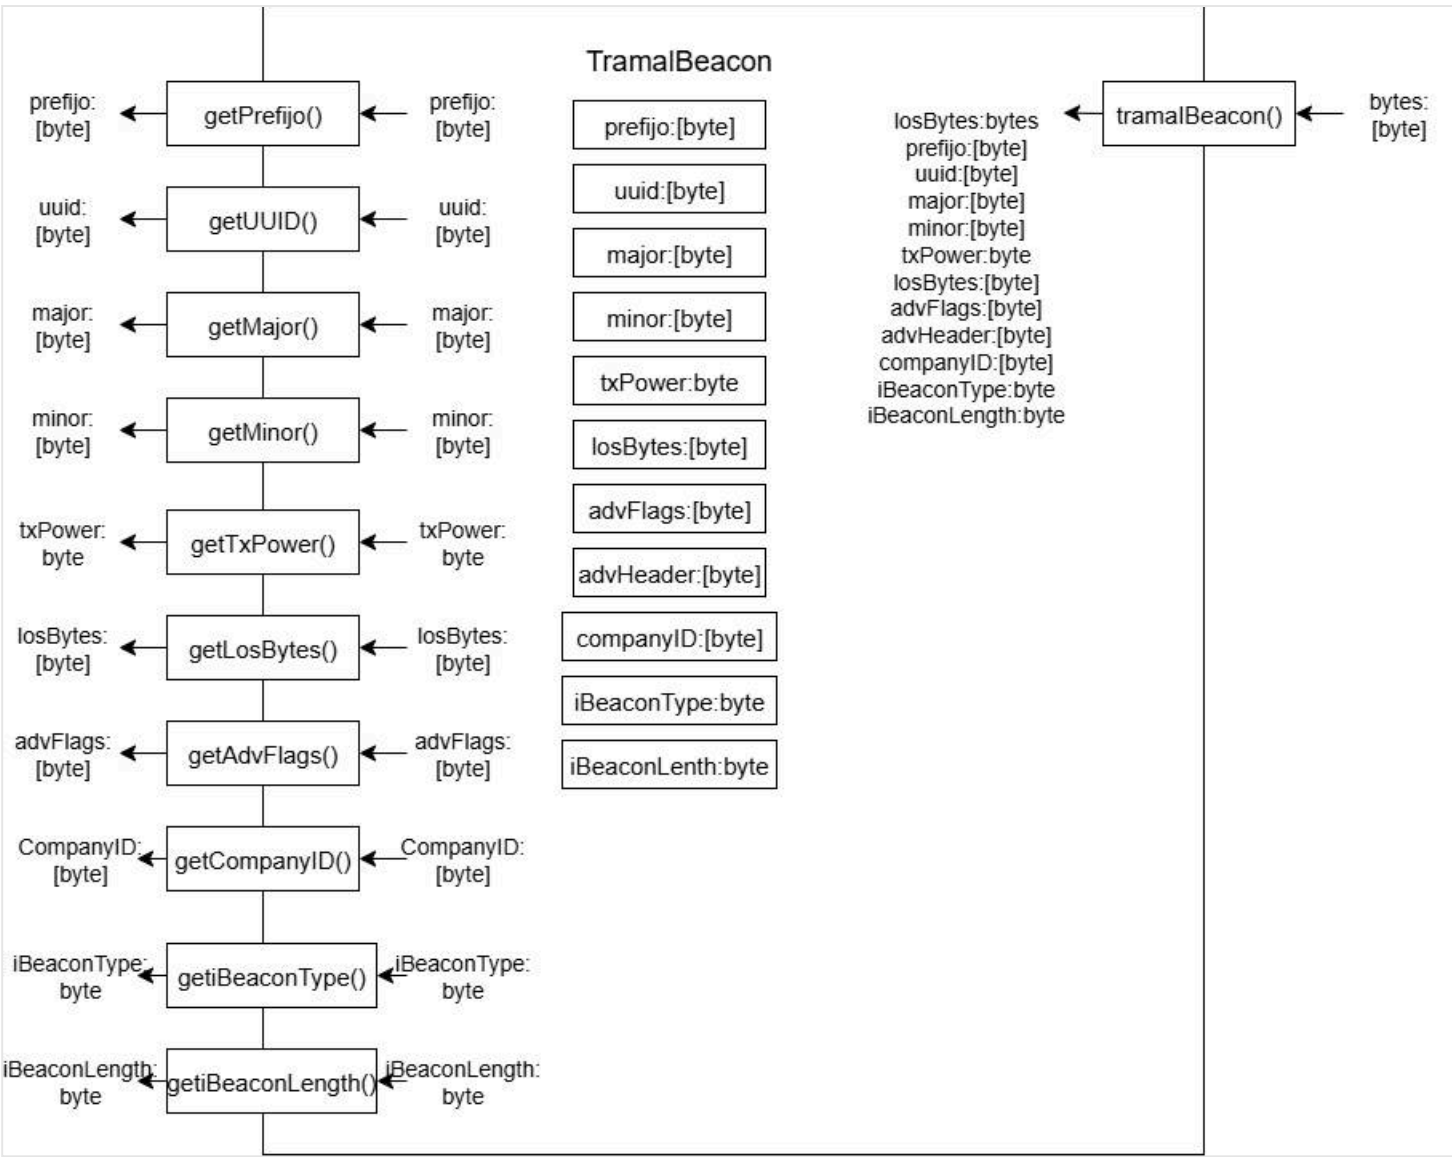 TramaIBeacon
prefijo:
[byte]
getPrefijo()
prefijo:
[byte]
uuid:
[byte]
getUUID()
uuid:
[byte]
major:
[byte]
getMajor()
major:
[byte]
minor:
[byte]
getMinor()
minor:
[byte]
txPower:
byte
getTxPower()
txPower:
byte
losBytes:
[byte]
getLosBytes()
losBytes:
[byte]
advFlags:
[byte]
getAdvFlags()
advFlags:
[byte]
CompanyID:
[byte]
getCompanyID()
CompanyID:
[byte]
iBeaconType:
byte
getiBeaconType()
iBeaconType:
byte
iBeaconLength:
byte
getiBeaconLength()
iBeaconLength:
byte
prefijo:[byte]
uuid:[byte]
major:[byte]
minor:[byte]
txPower:byte
losBytes:[byte]
advFlags:[byte]
advHeader:[byte]
companyID:[byte]
iBeaconType:byte
iBeaconLenth:byte
losBytes:bytes
prefijo:[byte]
uuid:[byte]
major:[byte]
minor:[byte]
txPower:byte
losBytes:[byte]
advFlags:[byte]
advHeader:[byte]
companyID:[byte]
iBeaconType:byte
iBeaconLength:byte
tramaIBeacon()
bytes:
[byte]